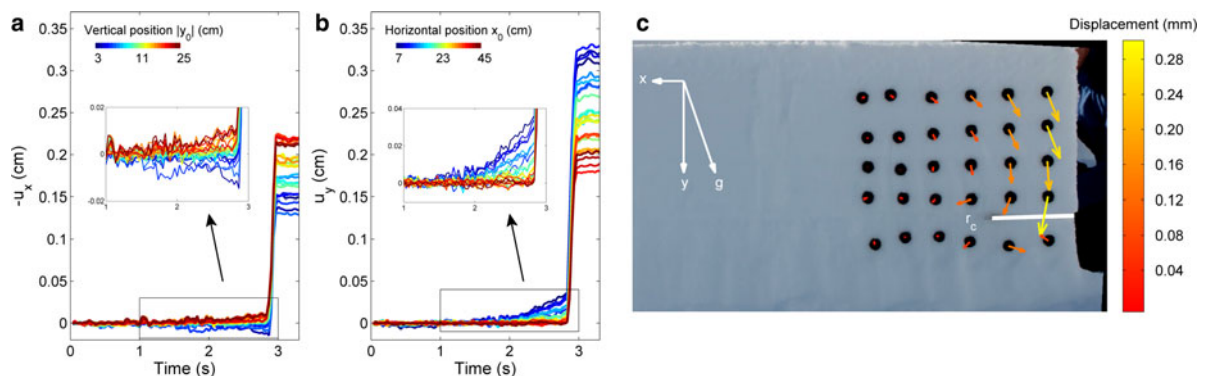 a
Vertical position |y0| (cm)
3 11 25
0.35
0.3
0.25
0.2
0.15
0.1
0.05
0
-ux (cm)
0.02
0
-0.02
1 2 3
0 1 2 3
Time (s)
b
Horizontal position x0 (cm)
7 23 45
0.35
0.3
0.25
0.2
0.15
0.1
0.05
0
uy (cm)
0.04
0.02
0
1 2 3
0 1 2 3
Time (s)
c
x
y
g
rc
Displacement (mm)
0.28
0.24
0.20
0.16
0.12
0.08
0.04